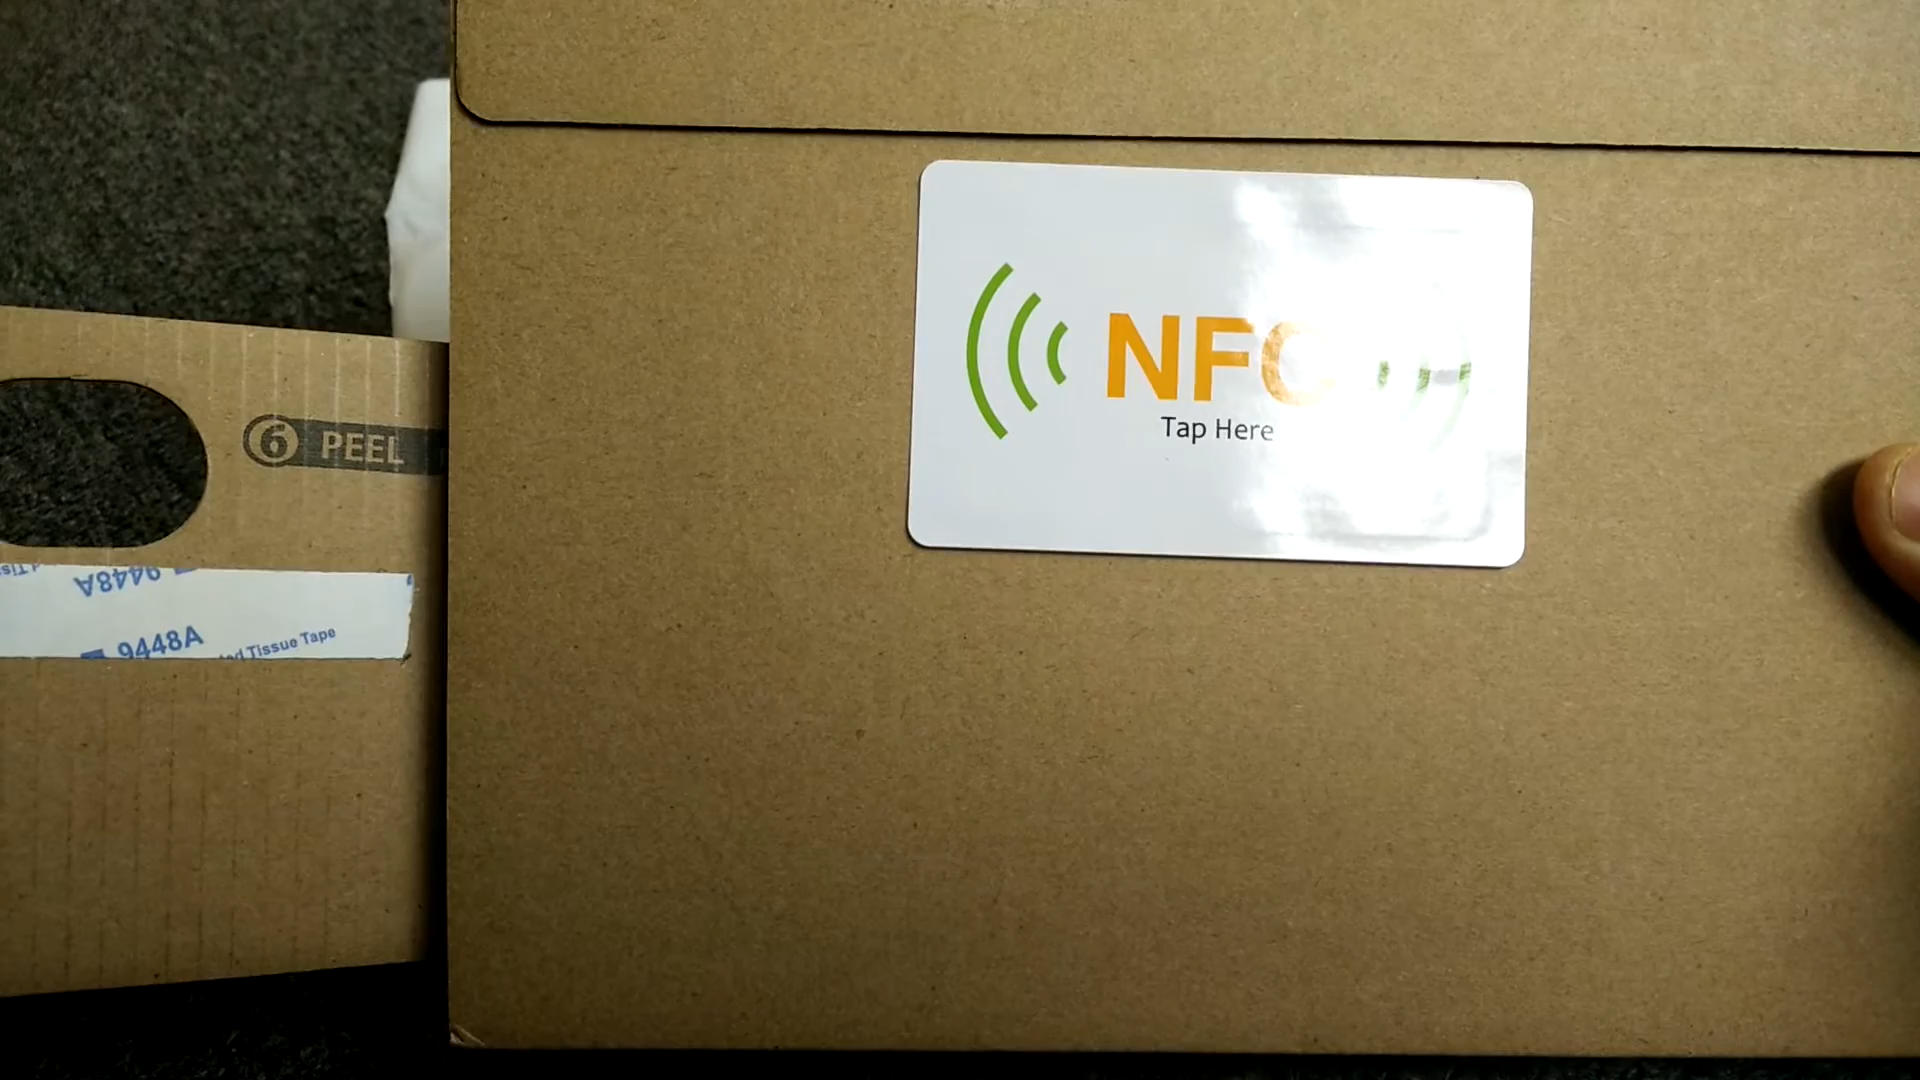 NFC
Tap Here
6 PEEL
9448A
9448A
Tissue Tape